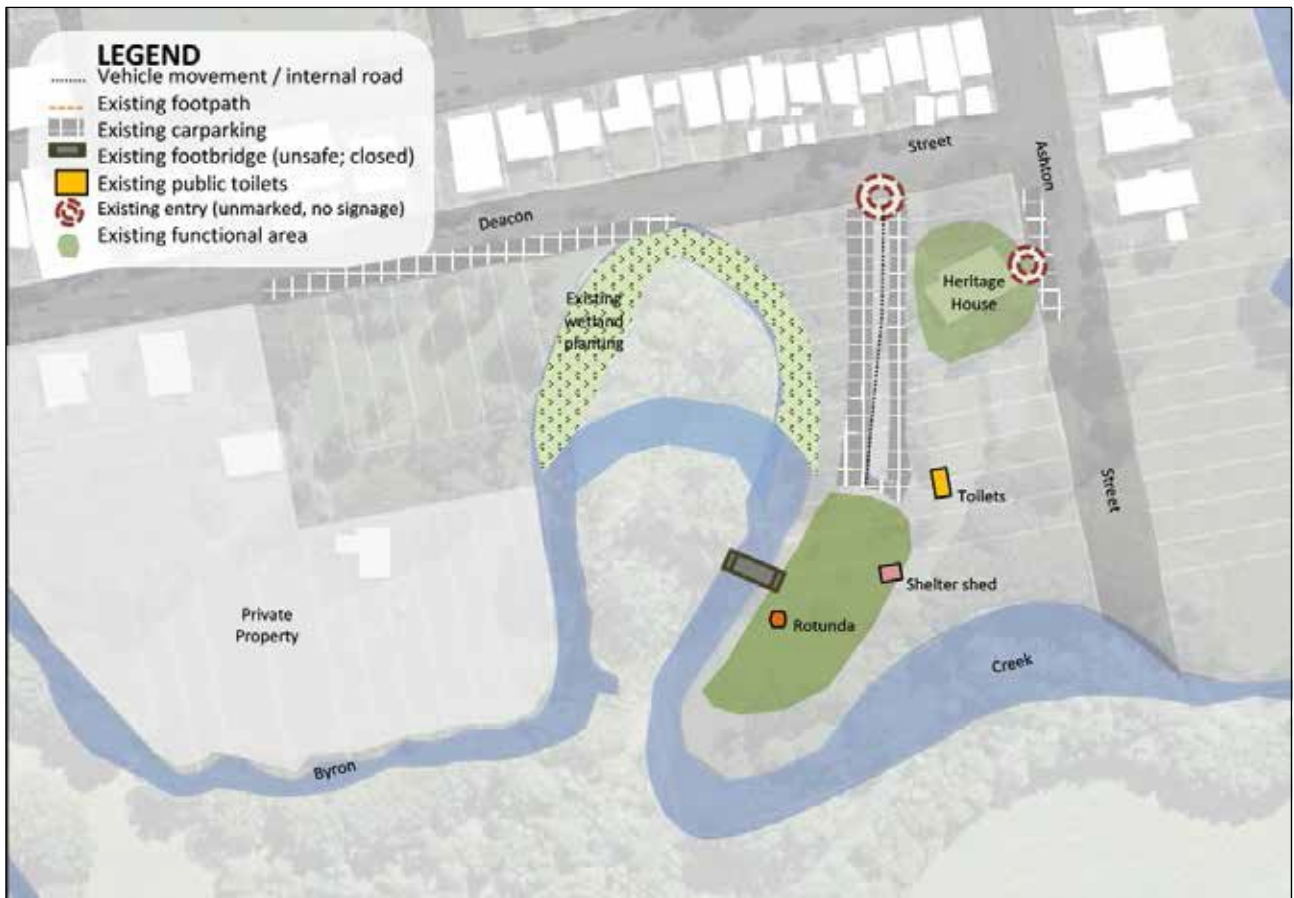 LEGEND
Vehicle movement / internal road
Existing footpath
Existing carparking
Existing footbridge (unsafe; closed)
Existing public toilets
Existing entry (unmarked, no signage)
Existing functional area
Deacon
Street
Ashton
Street
Existing
wetland
planting
Heritage
House
Toilets
Shelter shed
Rotunda
Private
Property
Byron
Creek